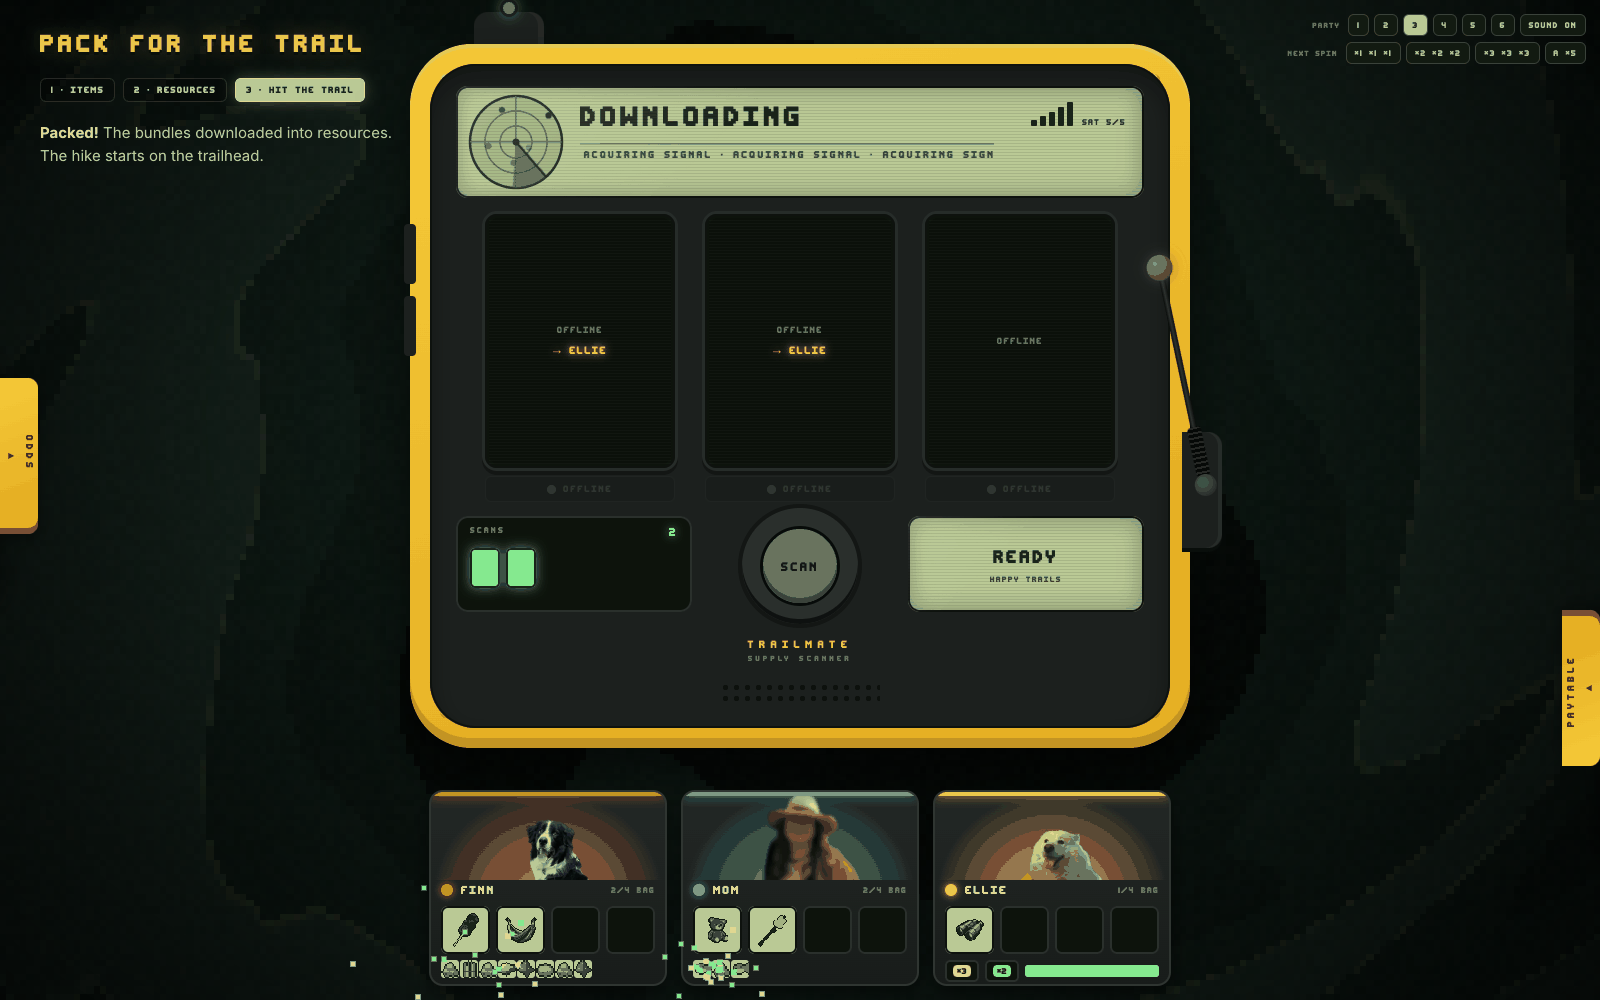 PACK FOR THE TRAIL
1 · ITEMS
2 · RESOURCES
3 · HIT THE TRAIL
Packed! The bundles downloaded into resources.
The hike starts on the trailhead.
PARTY 1 2 3 4 5 6 SOUND ON
NEXT SPIN ×1 ×1 ×1 ×2 ×2 ×2 ×3 ×3 ×3 A ×5
DOWNLOADING
SAT 5/5
ACQUIRING SIGNAL · ACQUIRING SIGNAL · ACQUIRING SIGN
OFFLINE
→ ELLIE
OFFLINE
→ ELLIE
OFFLINE
OFFLINE
OFFLINE
OFFLINE
SCANS
2
SCAN
READY
HAPPY TRAILS
TRAILMATE
SUPPLY SCANNER
ODDS
▲
PAYTABLE
▲
FINN
2/4 BAG
MOM
2/4 BAG
ELLIE
1/4 BAG
×3
×2